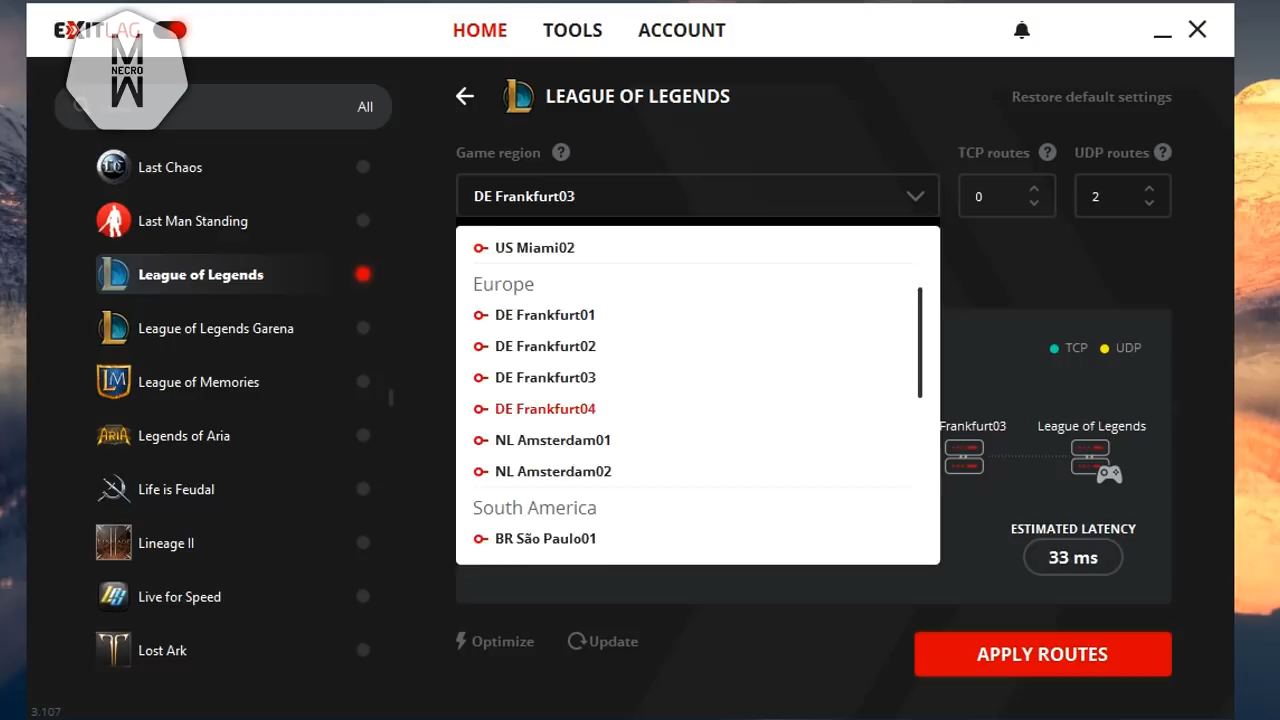 EXITLAG
M
NECRO
M
HOME
TOOLS
ACCOUNT
All
Last Chaos
Last Man Standing
League of Legends
League of Legends Garena
League of Memories
Legends of Aria
Life is Feudal
Lineage II
Live for Speed
Lost Ark
3.107
LEAGUE OF LEGENDS
Restore default settings
Game region ?
TCP routes ?
UDP routes ?
DE Frankfurt03
0
2
US Miami02
Europe
DE Frankfurt01
DE Frankfurt02
DE Frankfurt03
DE Frankfurt04
NL Amsterdam01
NL Amsterdam02
South America
BR São Paulo01
TCP
UDP
Frankfurt03
League of Legends
ESTIMATED LATENCY
33 ms
Optimize
Update
APPLY ROUTES